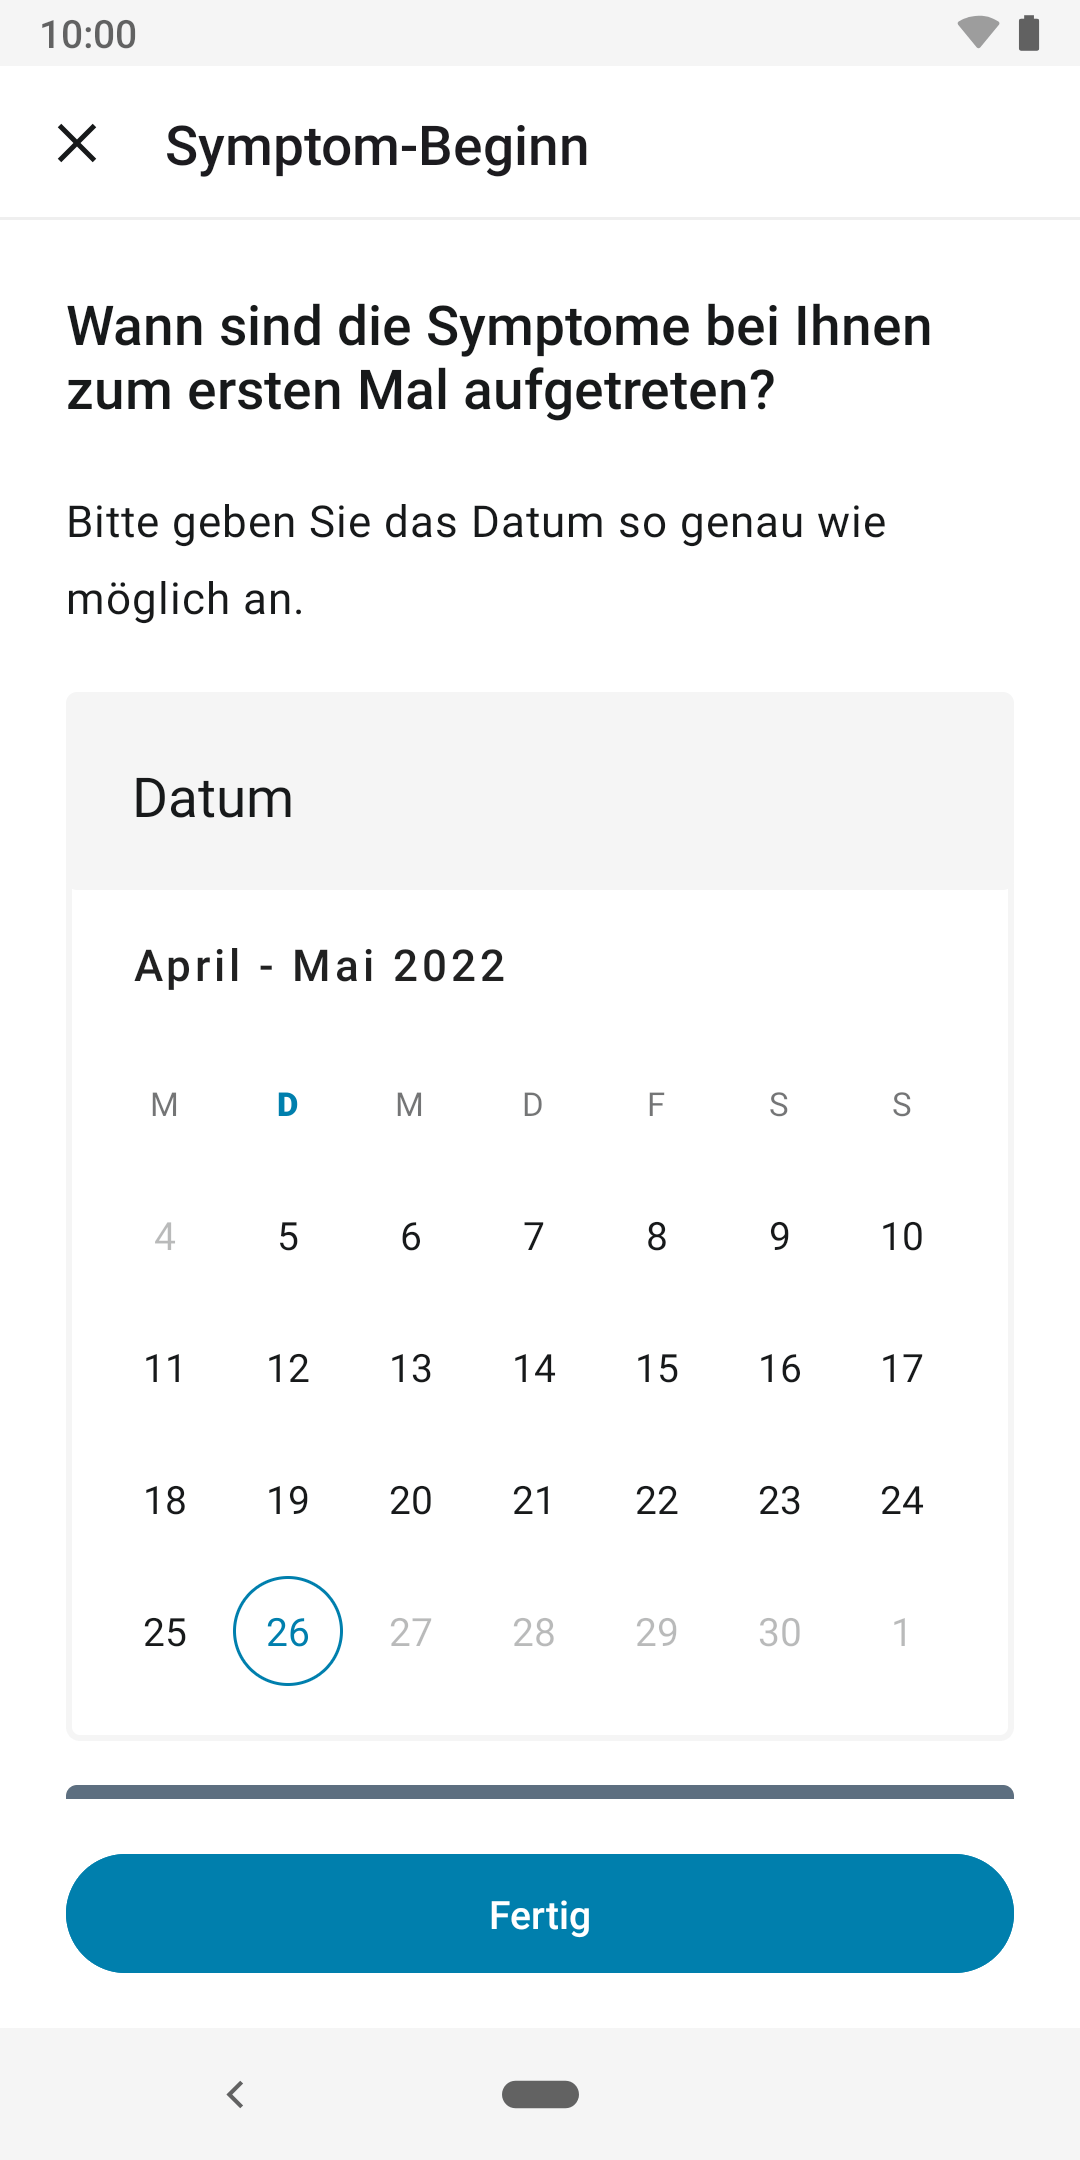 10:00
Symptom-Beginn
Wann sind die Symptome bei Ihnen
zum ersten Mal aufgetreten?
Bitte geben Sie das Datum so genau wie
möglich an.
Datum
April - Mai 2022
M D M D F S S
4 5 6 7 8 9 10
11 12 13 14 15 16 17
18 19 20 21 22 23 24
25 26 27 28 29 30 1
Fertig